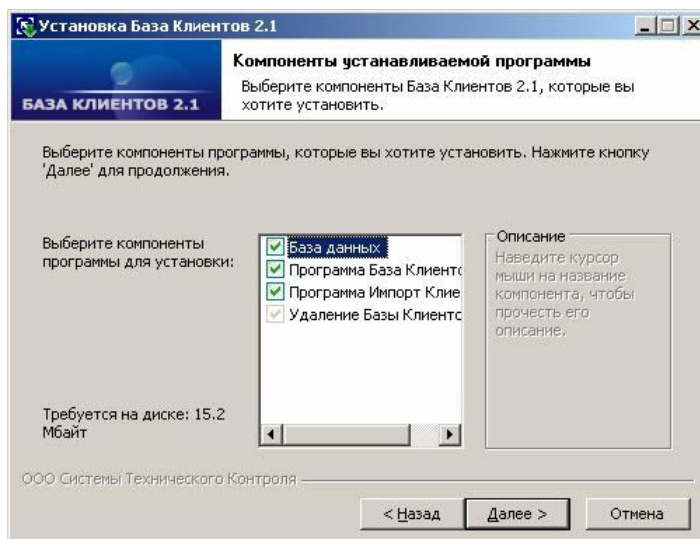 Установка База Клиентов 2.1
БАЗА КЛИЕНТОВ 2.1
Компоненты устанавливаемой программы
Выберите компоненты База Клиентов 2.1, которые вы
хотите установить.
Выберите компоненты программы, которые вы хотите установить. Нажмите кнопку
'Далее' для продолжения.
Выберите компоненты
программы для установки:
База данных
Программа База Клиентс
Программа Импорт Клие
Удаление Базы Клиентс
Описание
Наведите курсор
мыши на название
компонента, чтобы
прочесть его
описание.
Требуется на диске: 15.2
Мбайт
ООО Системы Технического Контроля
< Назад
Далее >
Отмена